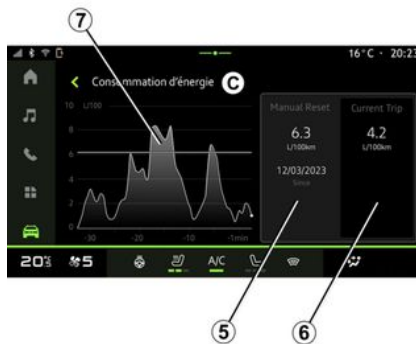 7
16°C · 20:23
Consommation d'énergie C
10 L/100
8
6
4
2
0
-30 -20 -10 -1min
Manual Reset
6.3
L/100km
12/03/2023
Since
Current Trip
4.2
L/100km
20.5 5 A/C
5 6